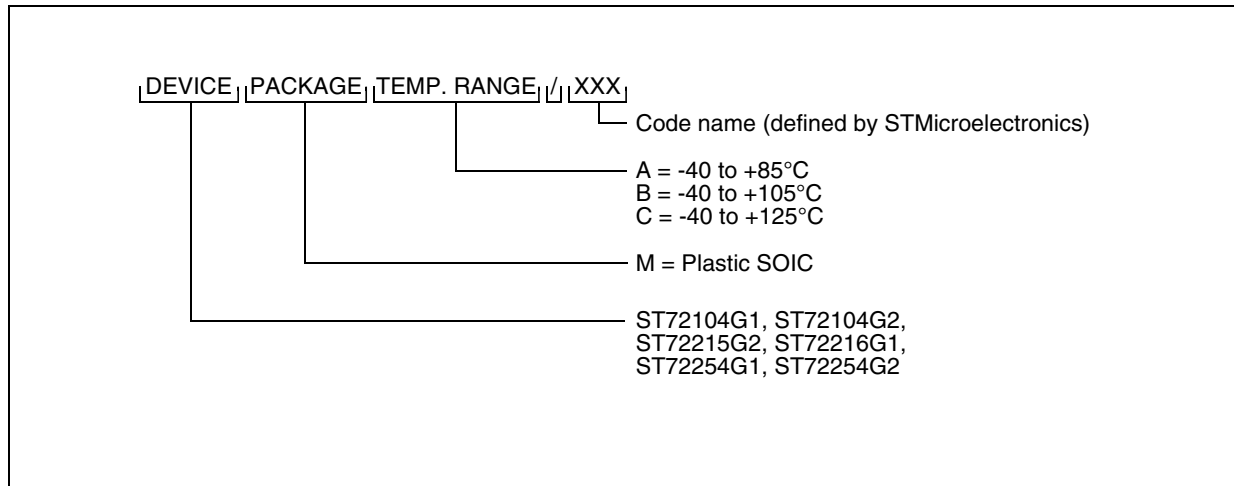 DEVICE PACKAGE TEMP. RANGE / XXX
Code name (defined by STMicroelectronics)
A = -40 to +85°C
B = -40 to +105°C
C = -40 to +125°C
M = Plastic SOIC
ST72104G1, ST72104G2,
ST72215G2, ST72216G1,
ST72254G1, ST72254G2